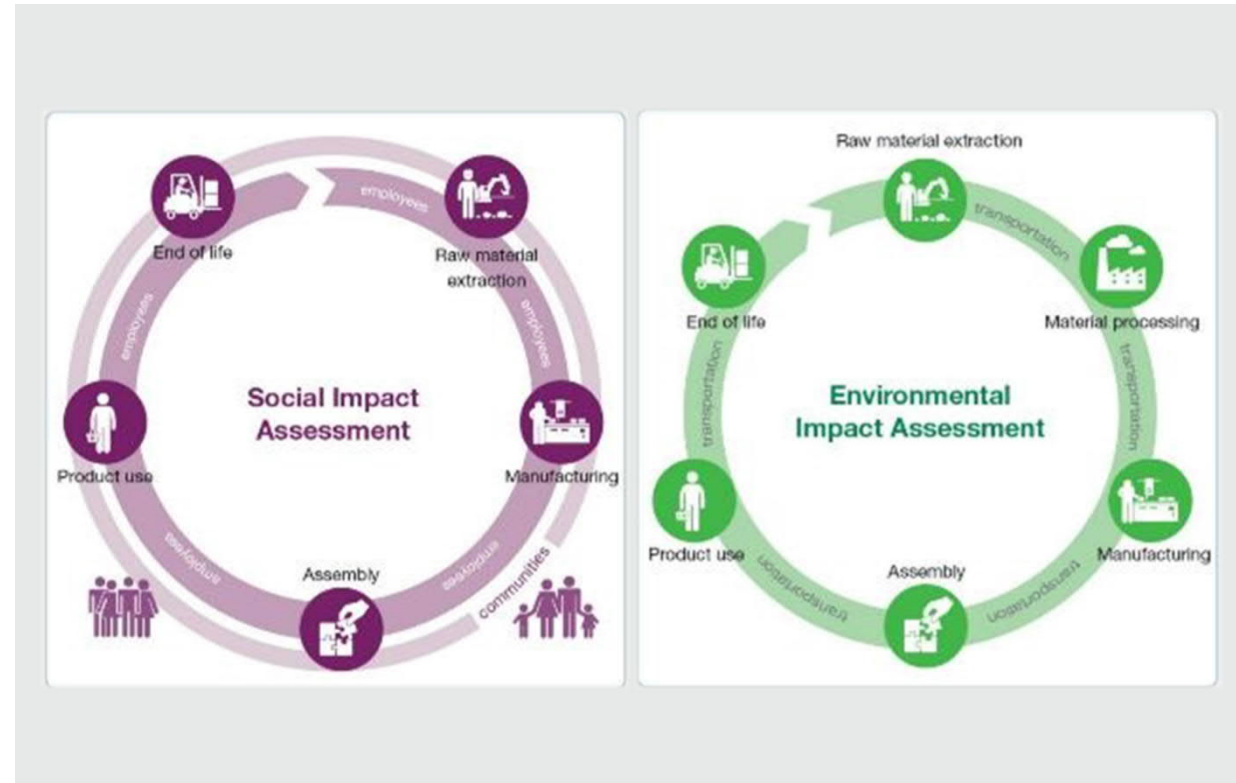 employees
End of life
Raw material
extraction
employees
employees
Social Impact
Assessment
Product use
Manufacturing
employees
employees
Assembly
communities
Raw material extraction
transportation
End of life
Material processing
transportation
transportation
Environmental
Impact Assessment
Product use
Manufacturing
transportation
transportation
Assembly